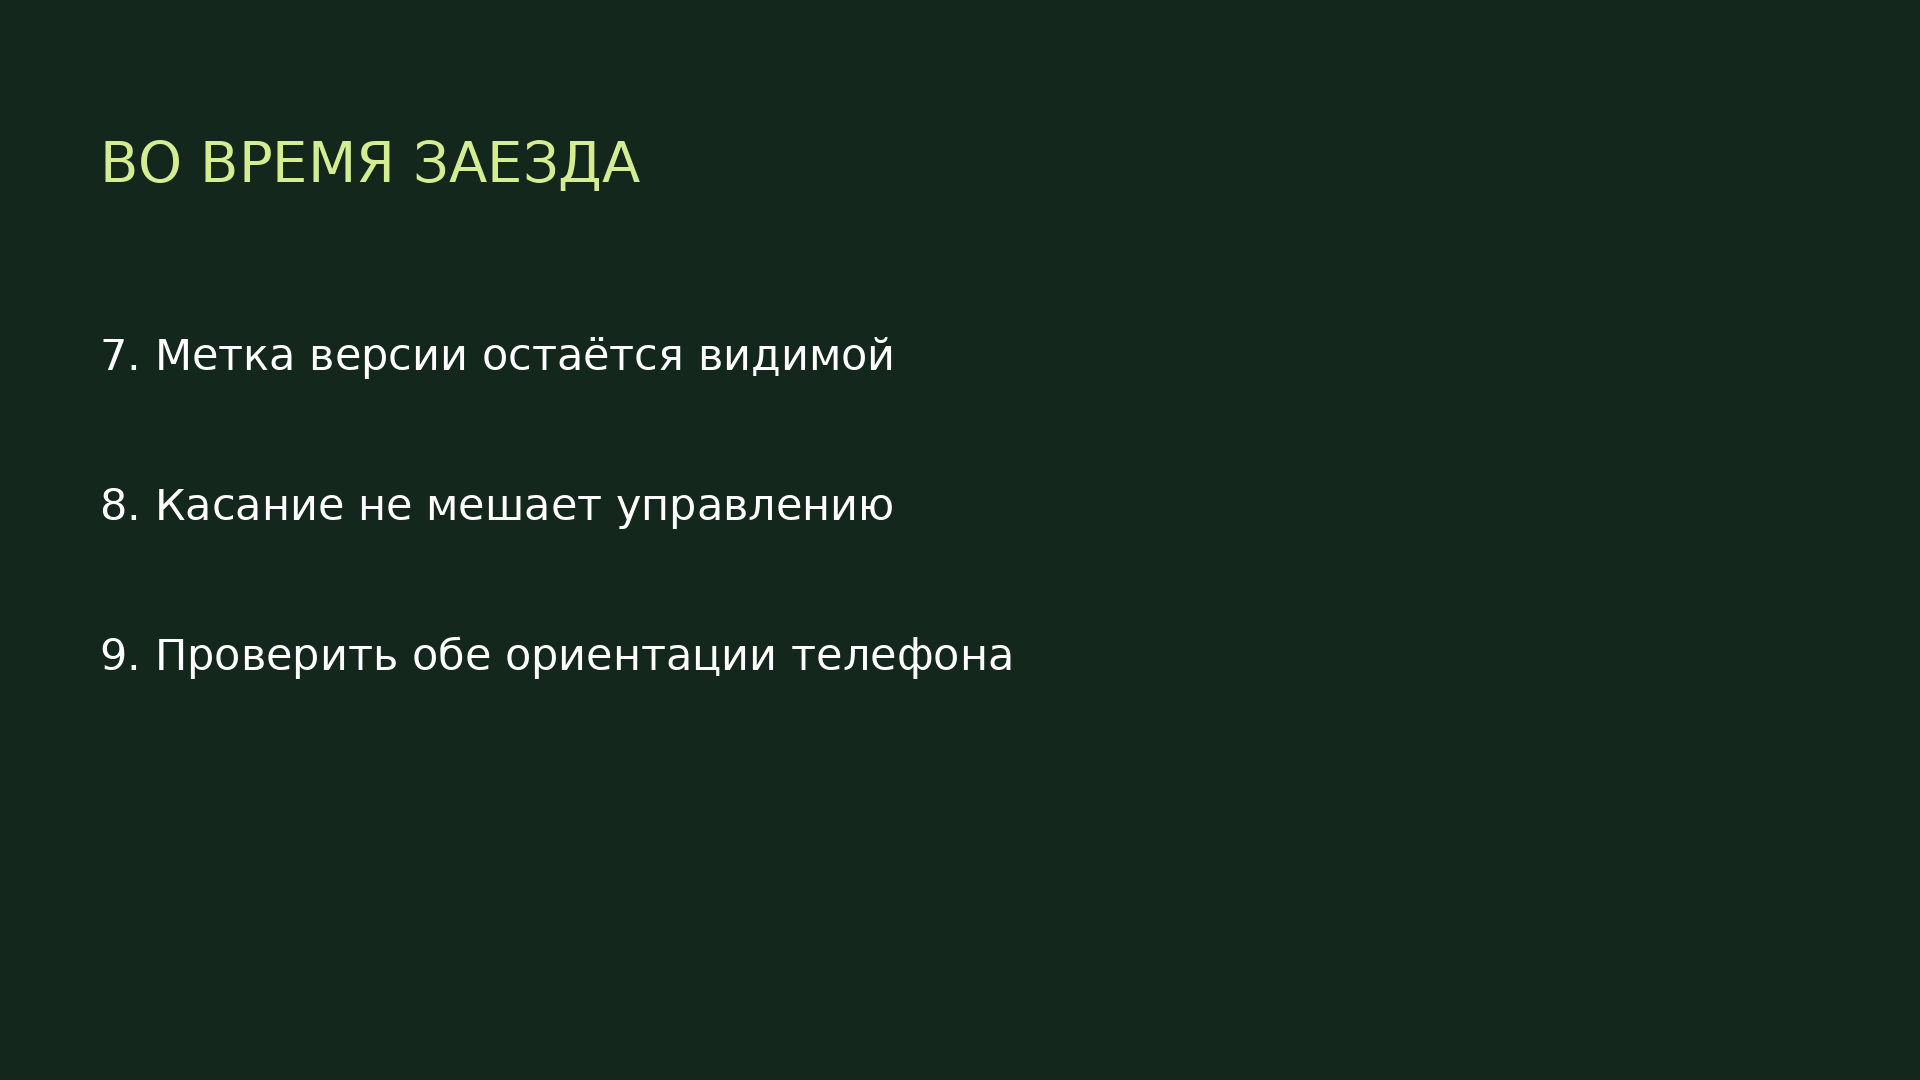 ВО ВРЕМЯ ЗАЕЗДА
7. Метка версии остаётся видимой
8. Касание не мешает управлению
9. Проверить обе ориентации телефона